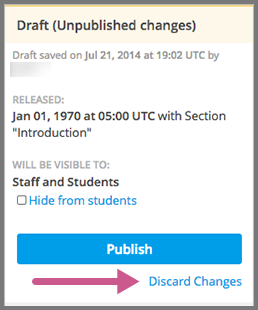 Draft (Unpublished changes)
Draft saved on Jul 21, 2014 at 19:02 UTC by
RELEASED:
Jan 01, 1970 at 05:00 UTC with Section
"Introduction"
WILL BE VISIBLE TO:
Staff and Students
Hide from students
Publish
Discard Changes